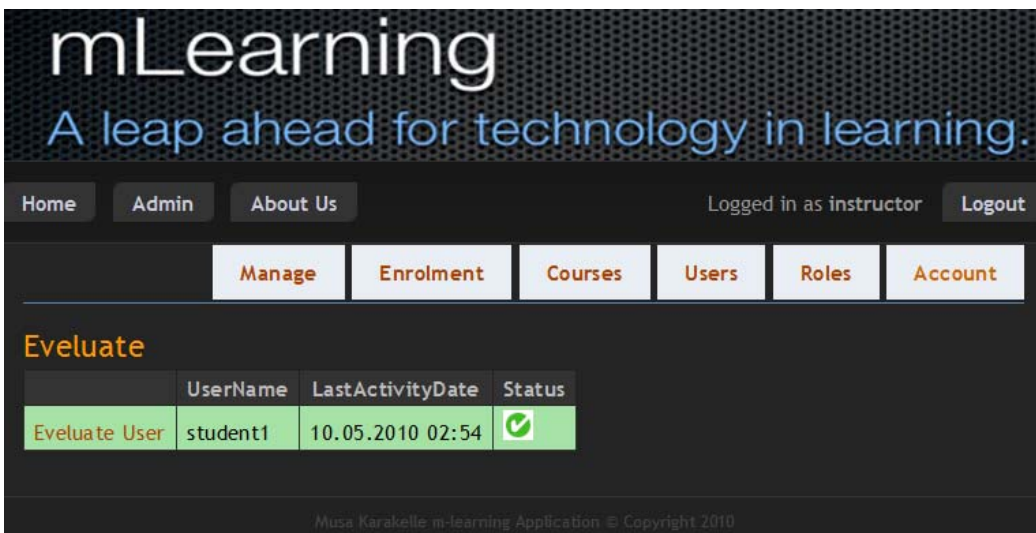 mLearning
A leap ahead for technology in learning.
Home Admin About Us Logged in as instructor Logout
Manage Enrolment Courses Users Roles Account
Eveluate
UserName LastActivityDate Status
Eveluate User student1 10.05.2010 02:54
Musa Karakelle m-learning Application © Copyright 2010